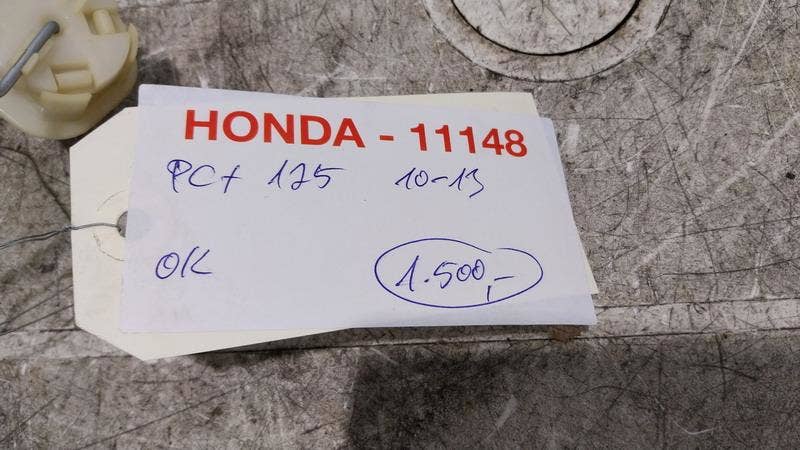 HONDA - 11148
PCX 125 10-13
OK 1.500,-